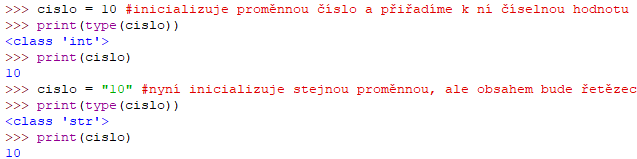 >>> cislo = 10 #inicializuje proměnnou číslo a přiřadíme k ní číselnou hodnotu
>>> print(type(cislo))
<class 'int'>
>>> print(cislo)
10
>>> cislo = "10" #nyní inicializuje stejnou proměnnou, ale obsahem bude řetězec
>>> print(type(cislo))
<class 'str'>
>>> print(cislo)
10